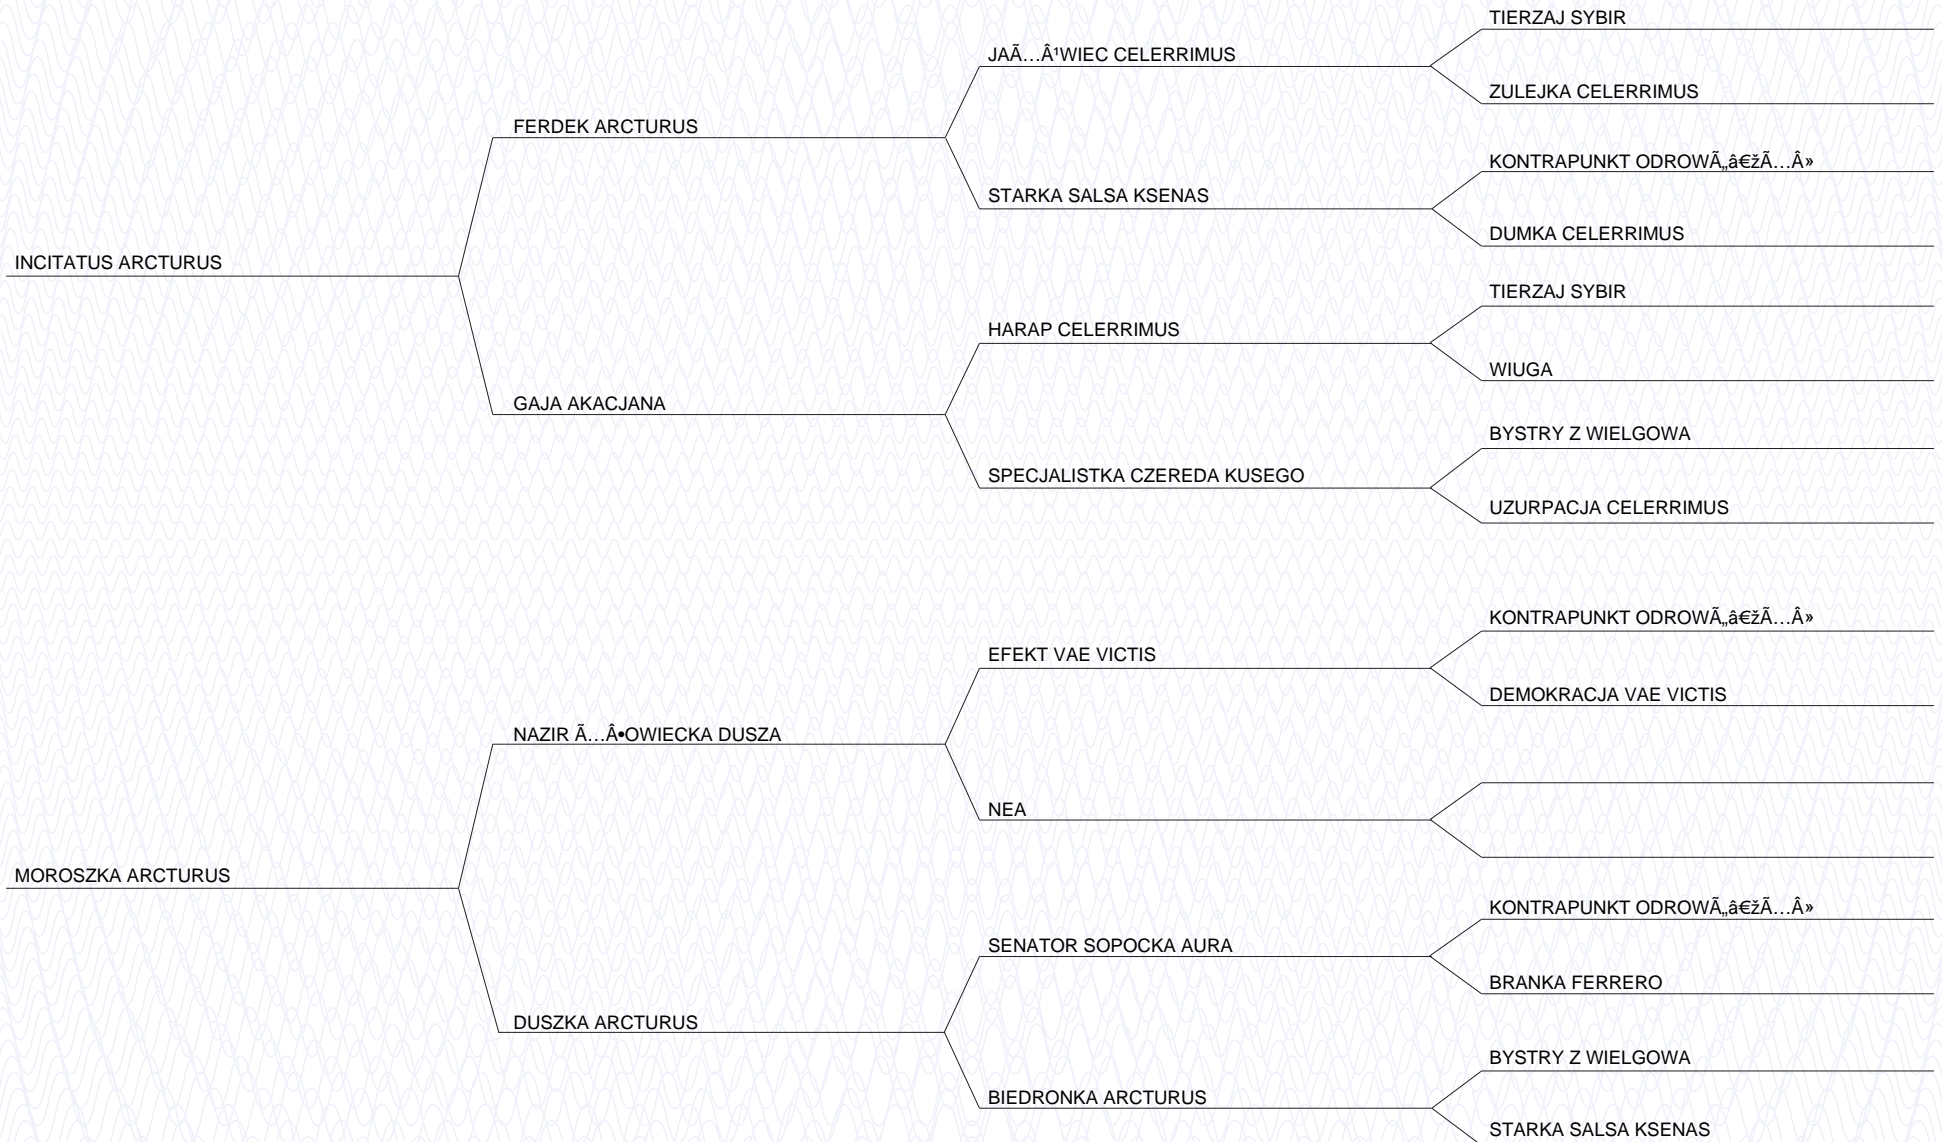 TIERZAJ SYBIR
JAÃ…Â¹WIEC CELERRIMUS
ZULEJKA CELERRIMUS
FERDEK ARCTURUS
KONTRAPUNKT ODROWÃ„â€žÃ…Â»
STARKA SALSA KSENAS
DUMKA CELERRIMUS
INCITATUS ARCTURUS
TIERZAJ SYBIR
HARAP CELERRIMUS
WIUGA
GAJA AKACJANA
BYSTRY Z WIELGOWA
SPECJALISTKA CZEREDA KUSEGO
UZURPACJA CELERRIMUS
KONTRAPUNKT ODROWÃ„â€žÃ…Â»
EFEKT VAE VICTIS
DEMOKRACJA VAE VICTIS
NAZIR Ã…Â•OWIECKA DUSZA
NEA
MOROSZKA ARCTURUS
KONTRAPUNKT ODROWÃ„â€žÃ…Â»
SENATOR SOPOCKA AURA
BRANKA FERRERO
DUSZKA ARCTURUS
BYSTRY Z WIELGOWA
BIEDRONKA ARCTURUS
STARKA SALSA KSENAS